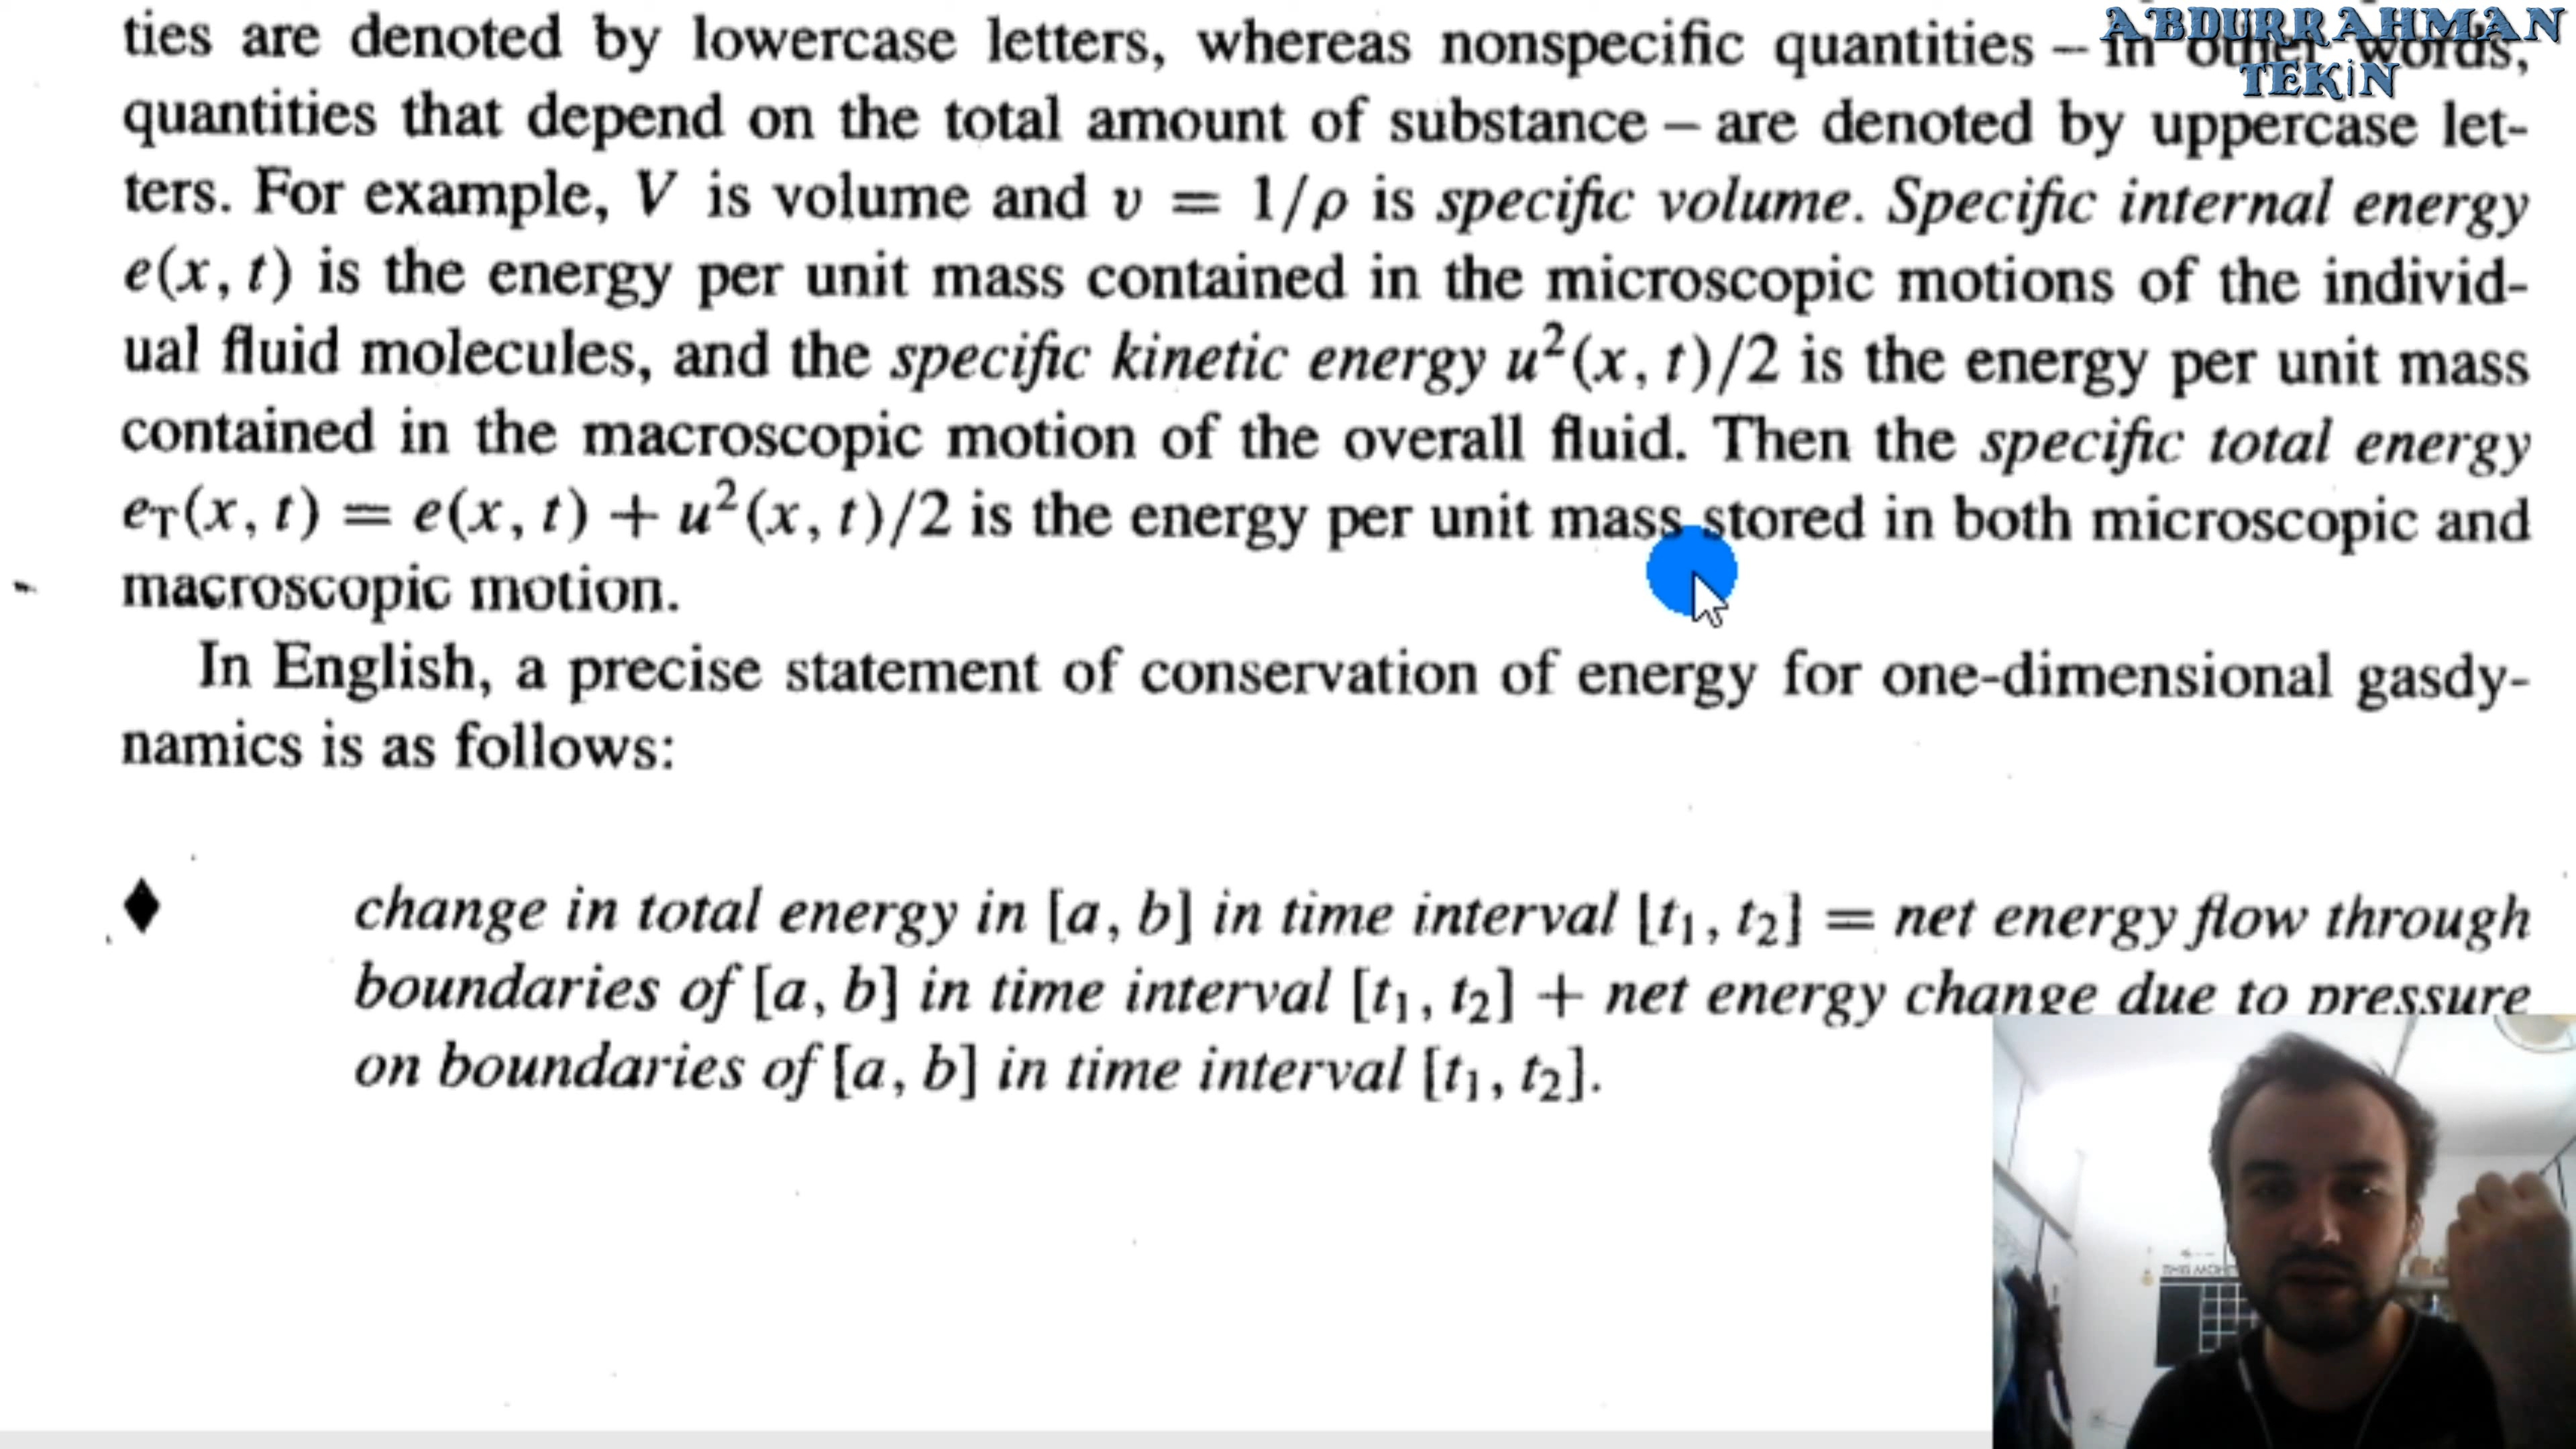 ties are denoted by lowercase letters, whereas nonspecific quantities – in other words,
ABDURRAHMAN
TEKiN
quantities that depend on the total amount of substance – are denoted by uppercase let-
ters. For example, V is volume and v = 1/ρ is specific volume. Specific internal energy
e(x, t) is the energy per unit mass contained in the microscopic motions of the individ-
ual fluid molecules, and the specific kinetic energy u²(x, t)/2 is the energy per unit mass
contained in the macroscopic motion of the overall fluid. Then the specific total energy
e_T(x, t) = e(x, t) + u²(x, t)/2 is the energy per unit mass stored in both microscopic and
macroscopic motion.
In English, a precise statement of conservation of energy for one-dimensional gasdy-
namics is as follows:
♦ change in total energy in [a, b] in time interval [t₁, t₂] = net energy flow through
boundaries of [a, b] in time interval [t₁, t₂] + net energy change due to pressure
on boundaries of [a, b] in time interval [t₁, t₂].
THIS